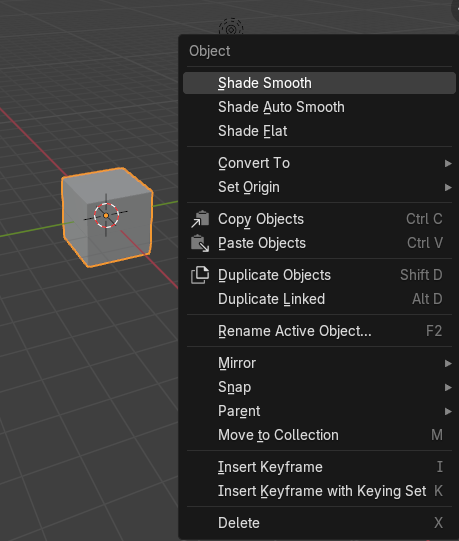 Object
Shade Smooth
Shade Auto Smooth
Shade Flat
Convert To
Set Origin
Copy Objects Ctrl C
Paste Objects Ctrl V
Duplicate Objects Shift D
Duplicate Linked Alt D
Rename Active Object... F2
Mirror
Snap
Parent
Move to Collection M
Insert Keyframe I
Insert Keyframe with Keying Set K
Delete X